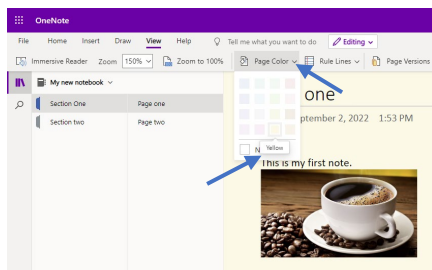 OneNote
File Home Insert Draw View Help Tell me what you want to do Editing
Immersive Reader Zoom 150% Zoom to 100% Page Color Rule Lines Page Versions
My new notebook
Section One Page one
Section two Page two
one
ptember 2, 2022 1:53 PM
N
Yellow
This is my first note.